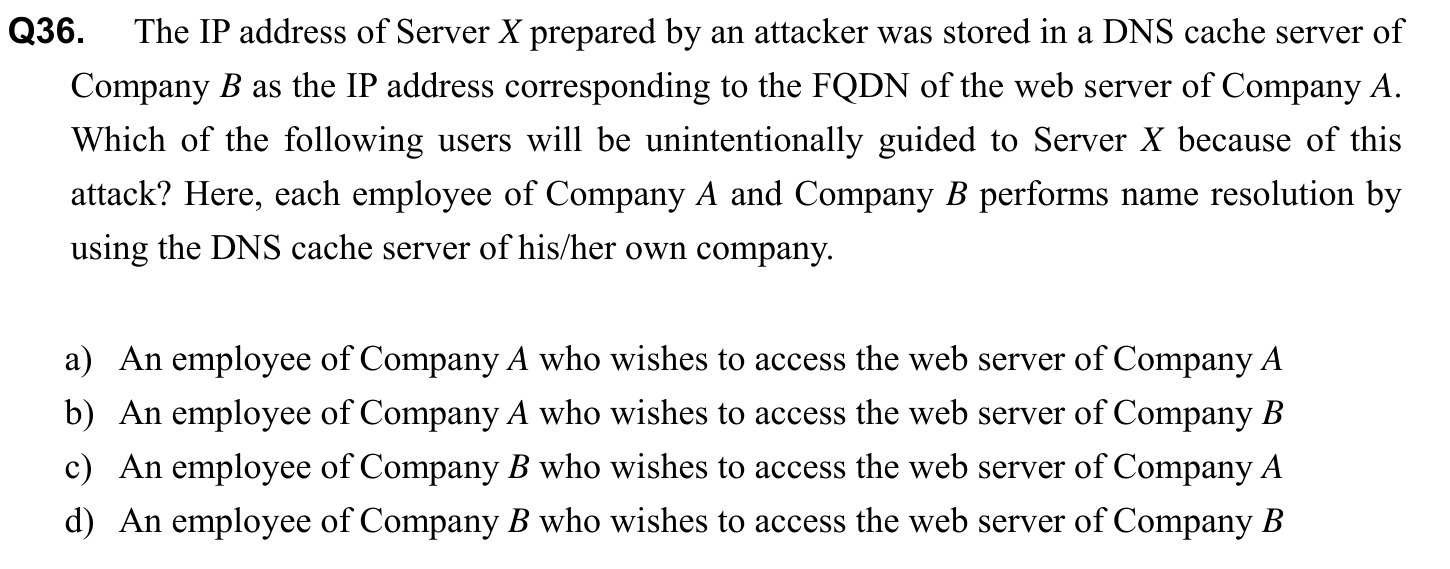 Q36. The IP address of Server X prepared by an attacker was stored in a DNS cache server of
Company B as the IP address corresponding to the FQDN of the web server of Company A.
Which of the following users will be unintentionally guided to Server X because of this
attack? Here, each employee of Company A and Company B performs name resolution by
using the DNS cache server of his/her own company.
a) An employee of Company A who wishes to access the web server of Company A
b) An employee of Company A who wishes to access the web server of Company B
c) An employee of Company B who wishes to access the web server of Company A
d) An employee of Company B who wishes to access the web server of Company B